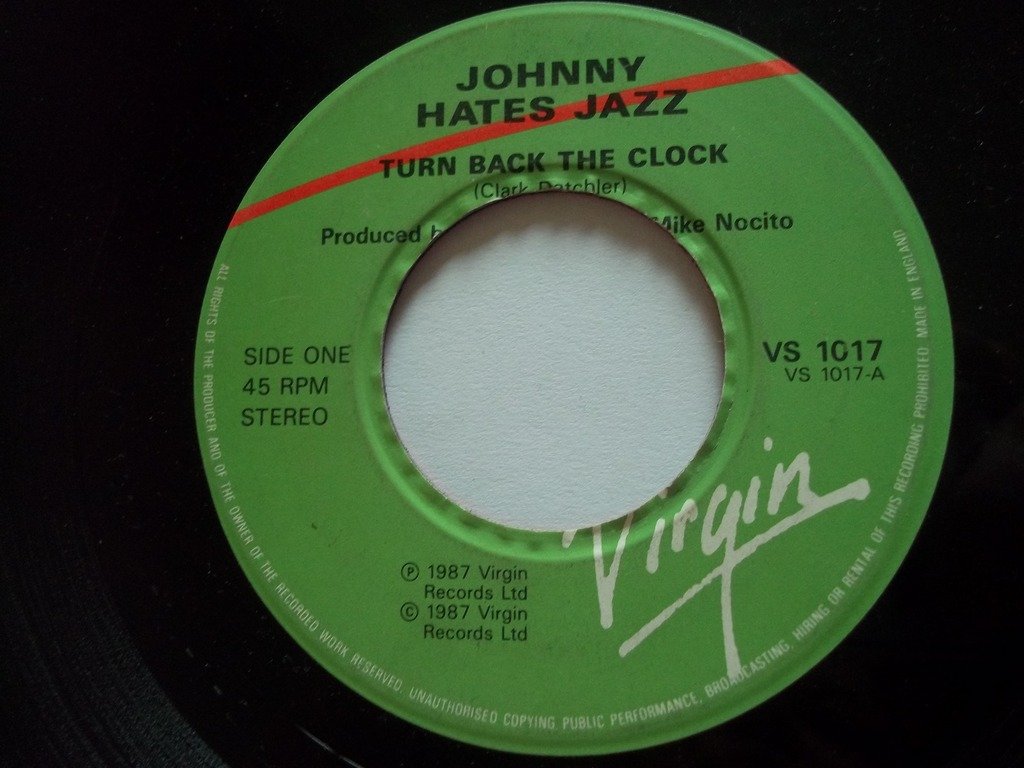 JOHNNY
HATES JAZZ
TURN BACK THE CLOCK
(Clark Datchler)
Produced Mike Nocito
SIDE ONE
45 RPM
STEREO
VS 1017
VS 1017-A
Virgin
Ⓟ 1987 Virgin
Records Ltd
© 1987 Virgin
Records Ltd
ALL RIGHTS OF THE PRODUCER AND OF THE OWNER OF THE RECORDED WORK RESERVED. UNAUTHORISED COPYING, PUBLIC PERFORMANCE, BROADCASTING, HIRING OR RENTAL OF THIS RECORDING PROHIBITED MADE IN ENGLAND